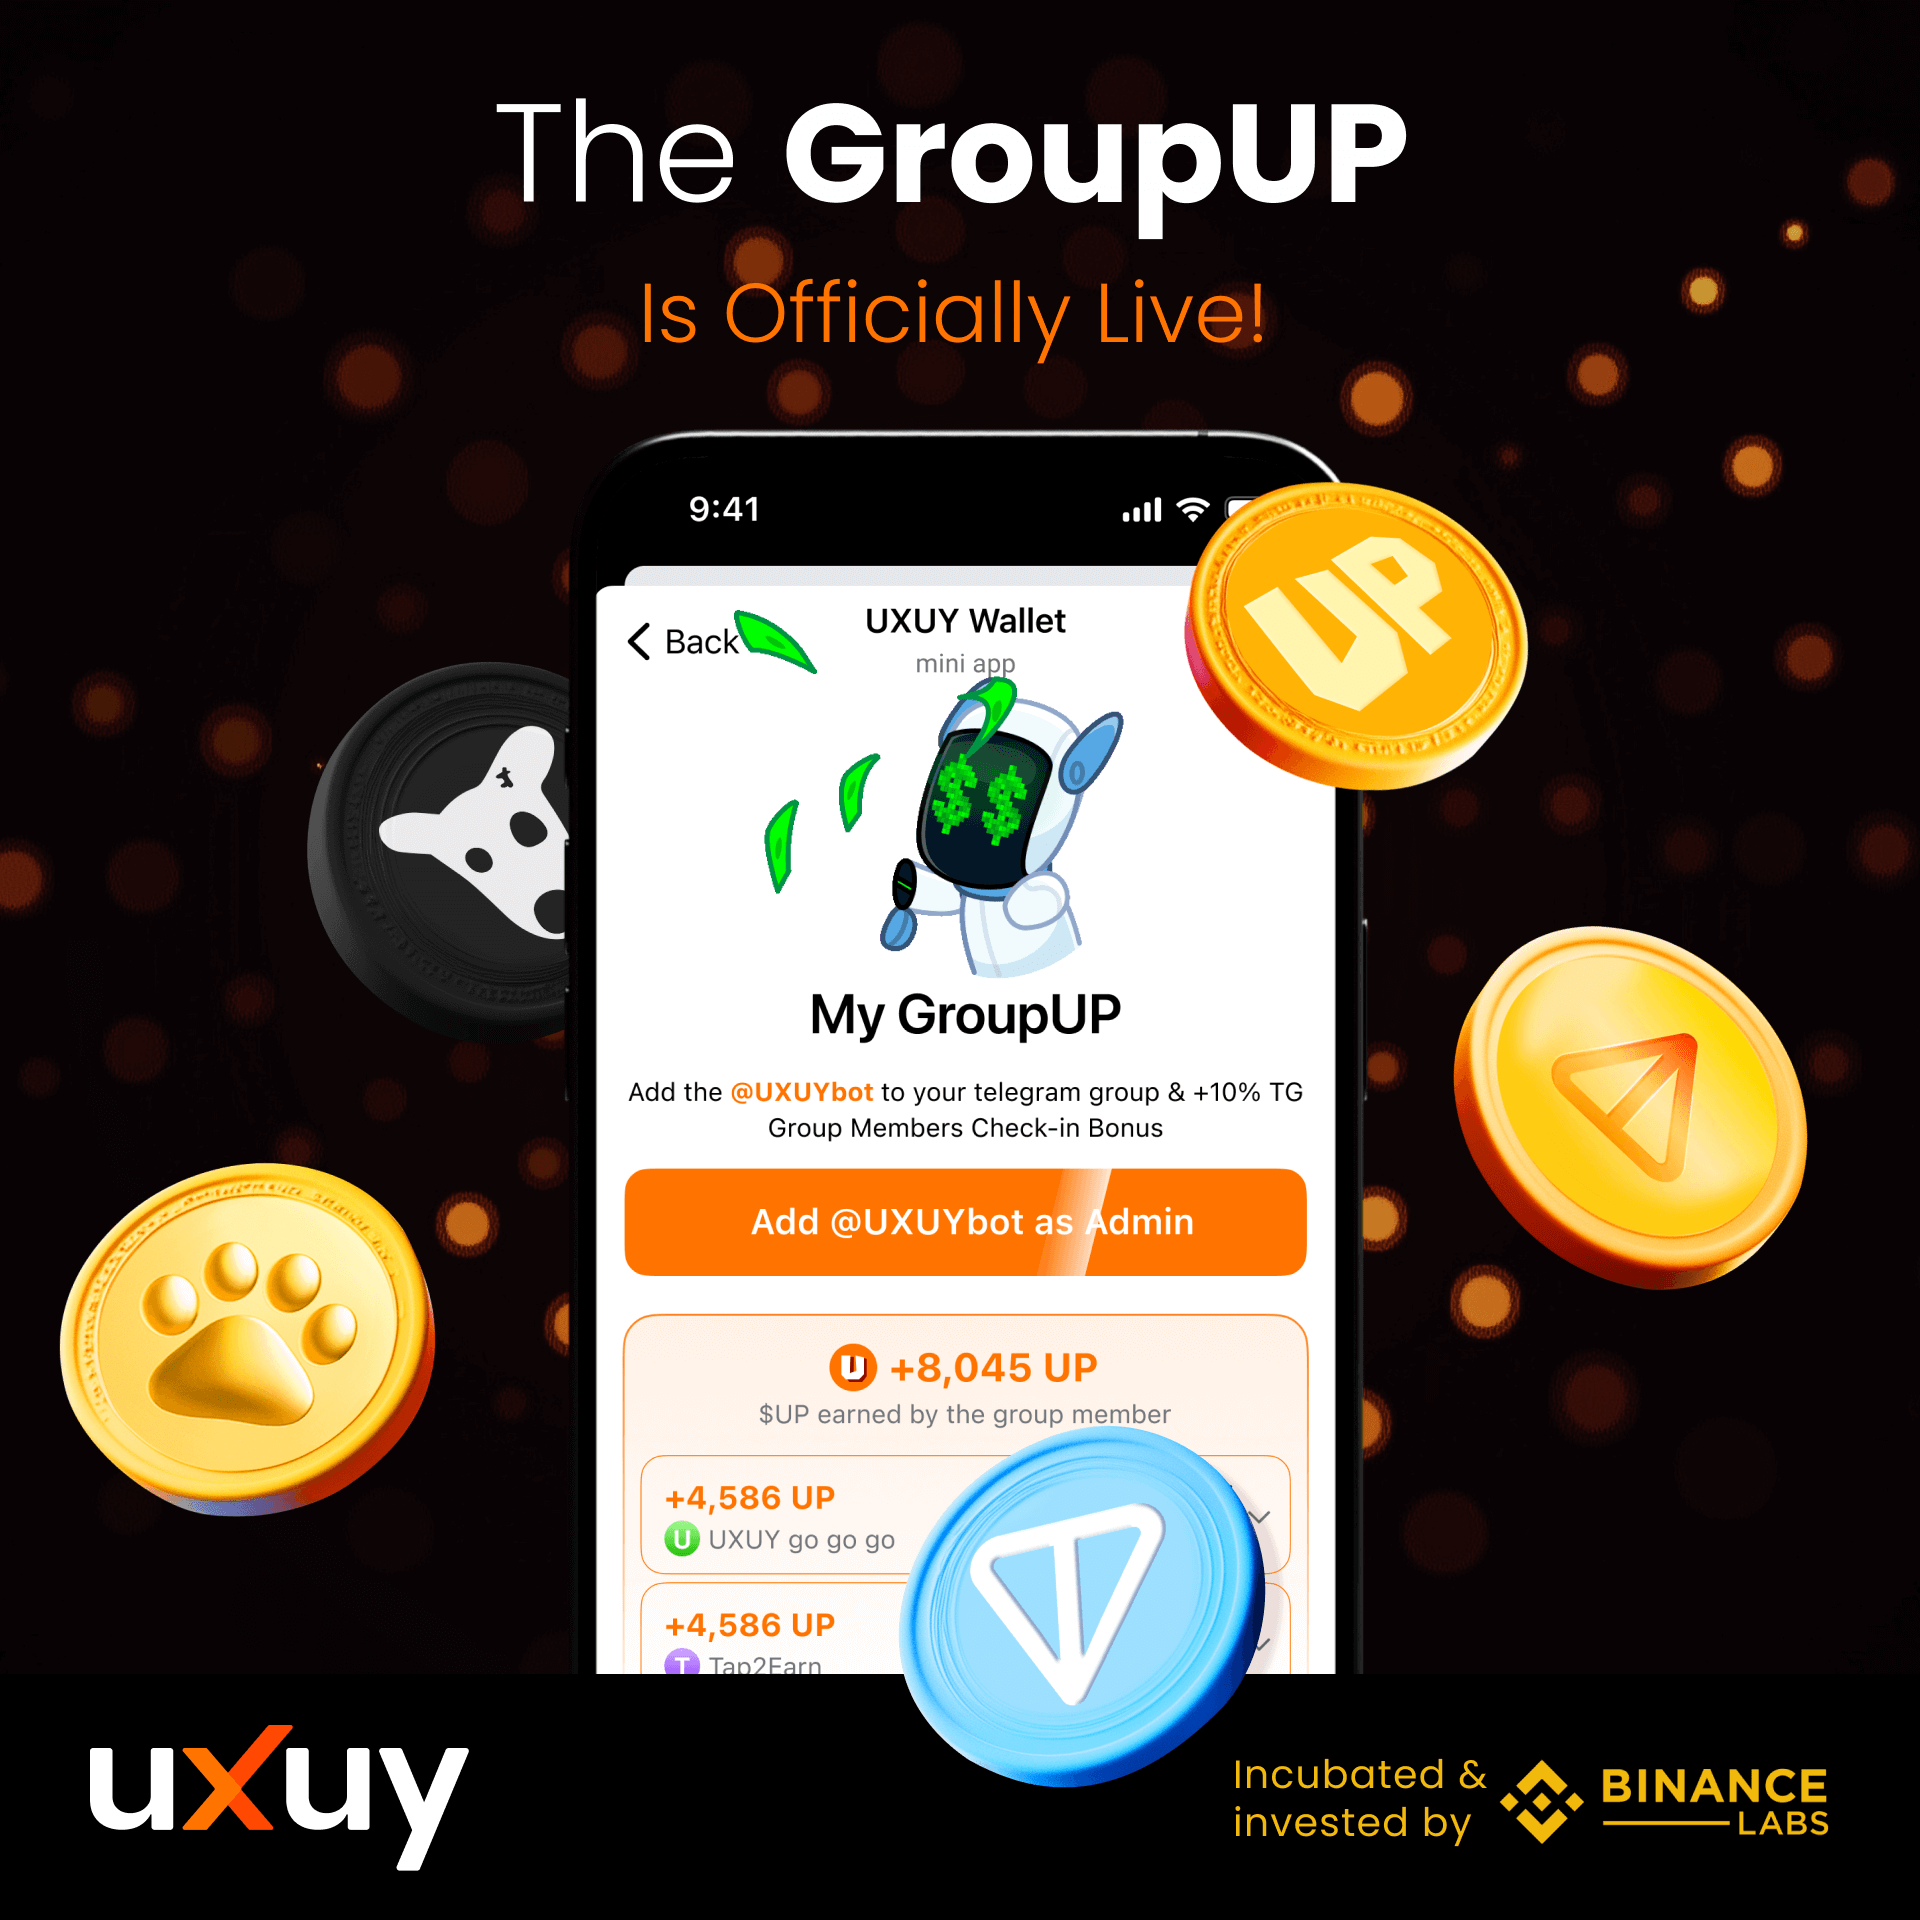 The GroupUP
Is Officially Live!
9:41
UP
Back
UXUY Wallet
mini app
$ $
My GroupUP
Add the @UXUYbot to your telegram group & +10% TG
Group Members Check-in Bonus
Add @UXUYbot as Admin
U +8,045 UP
$UP earned by the group member
+4,586 UP
U UXUY go go go
+4,586 UP
T Tap2Earn
uxuy
Incubated &
invested by
BINANCE
LABS